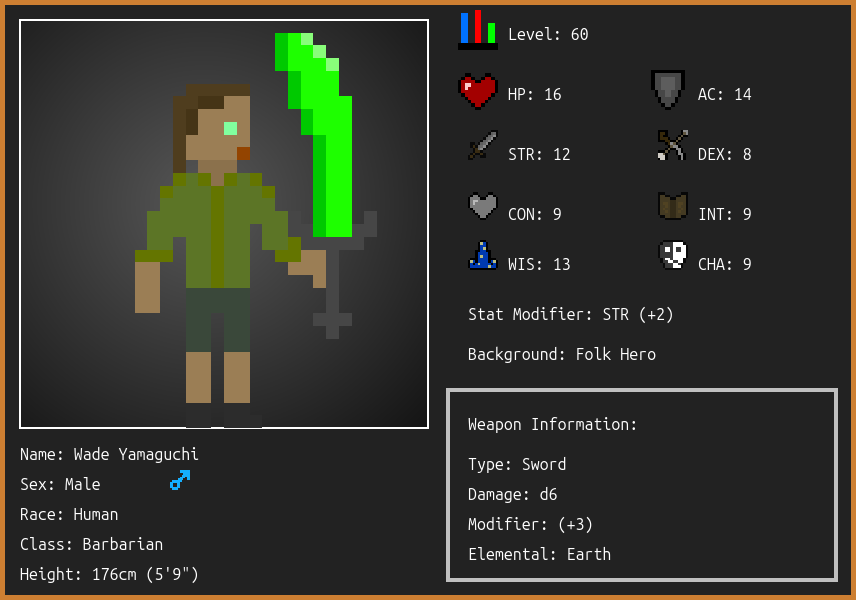 Level: 60
HP: 16
AC: 14
STR: 12
DEX: 8
CON: 9
INT: 9
WIS: 13
CHA: 9
Stat Modifier: STR (+2)
Background: Folk Hero
Weapon Information:
Type: Sword
Damage: d6
Modifier: (+3)
Elemental: Earth
Name: Wade Yamaguchi
Sex: Male
Race: Human
Class: Barbarian
Height: 176cm (5'9")